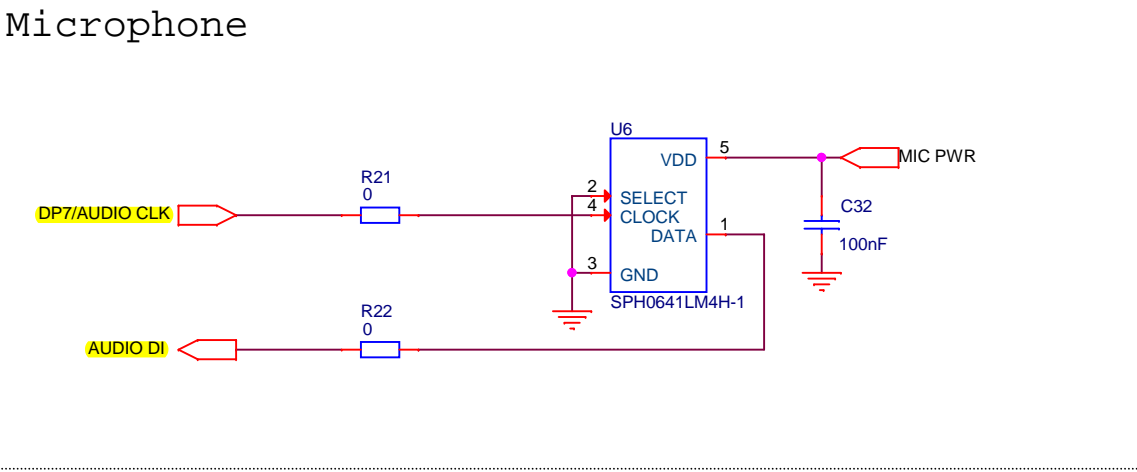 Microphone
U6
VDD
5
MIC PWR
R21
0
2
SELECT
DP7/AUDIO CLK
4
CLOCK
C32
DATA
1
100nF
3
GND
SPH0641LM4H-1
R22
0
AUDIO DI